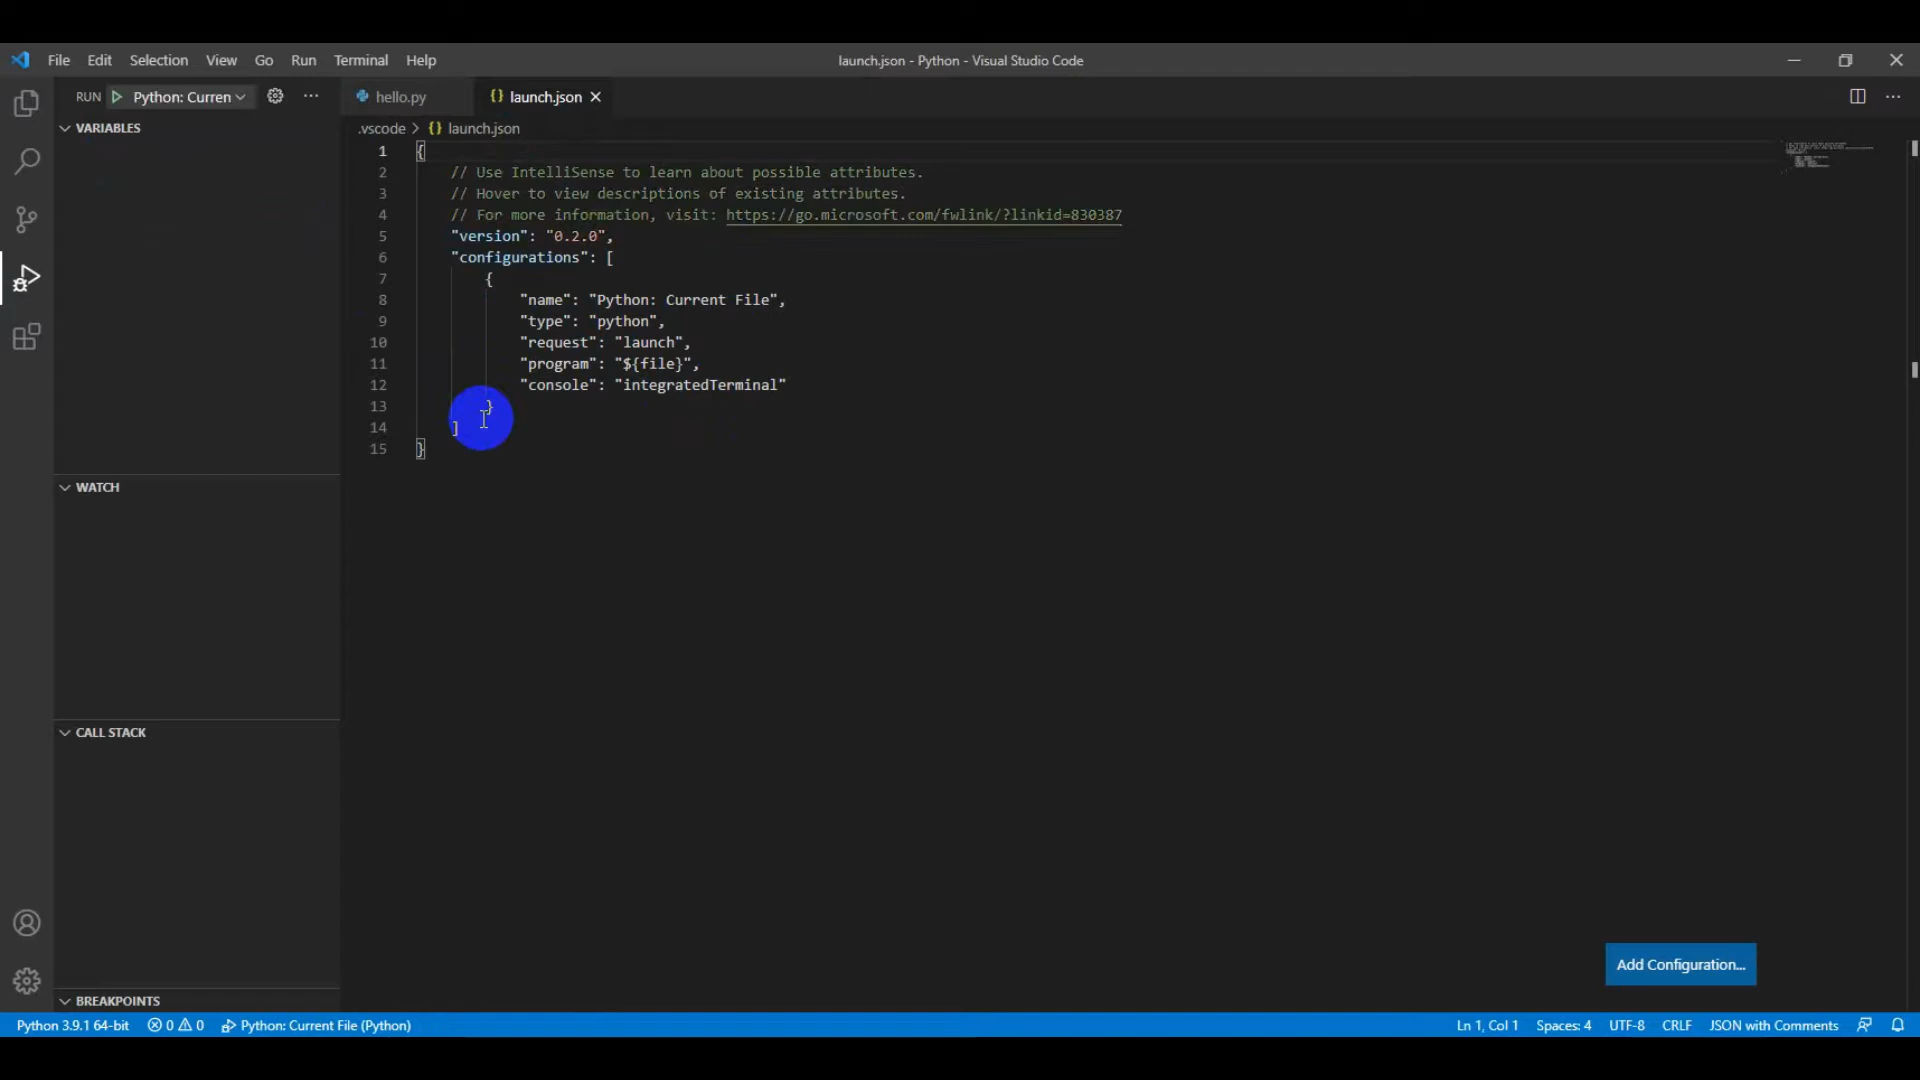 File Edit Selection View Go Run Terminal Help
launch.json - Python - Visual Studio Code
RUN Python: Curren
hello.py
launch.json
VARIABLES
.vscode > {} launch.json
1 {
2 // Use IntelliSense to learn about possible attributes.
3 // Hover to view descriptions of existing attributes.
4 // For more information, visit: https://go.microsoft.com/fwlink/?linkid=830387
5 "version": "0.2.0",
6 "configurations": [
7 {
8 "name": "Python: Current File",
9 "type": "python",
10 "request": "launch",
11 "program": "${file}",
12 "console": "integratedTerminal"
13 }
14 ]
15 }
WATCH
CALL STACK
Add Configuration...
BREAKPOINTS
Python 3.9.1 64-bit 0 0 Python: Current File (Python)
Ln 1, Col 1 Spaces: 4 UTF-8 CRLF JSON with Comments